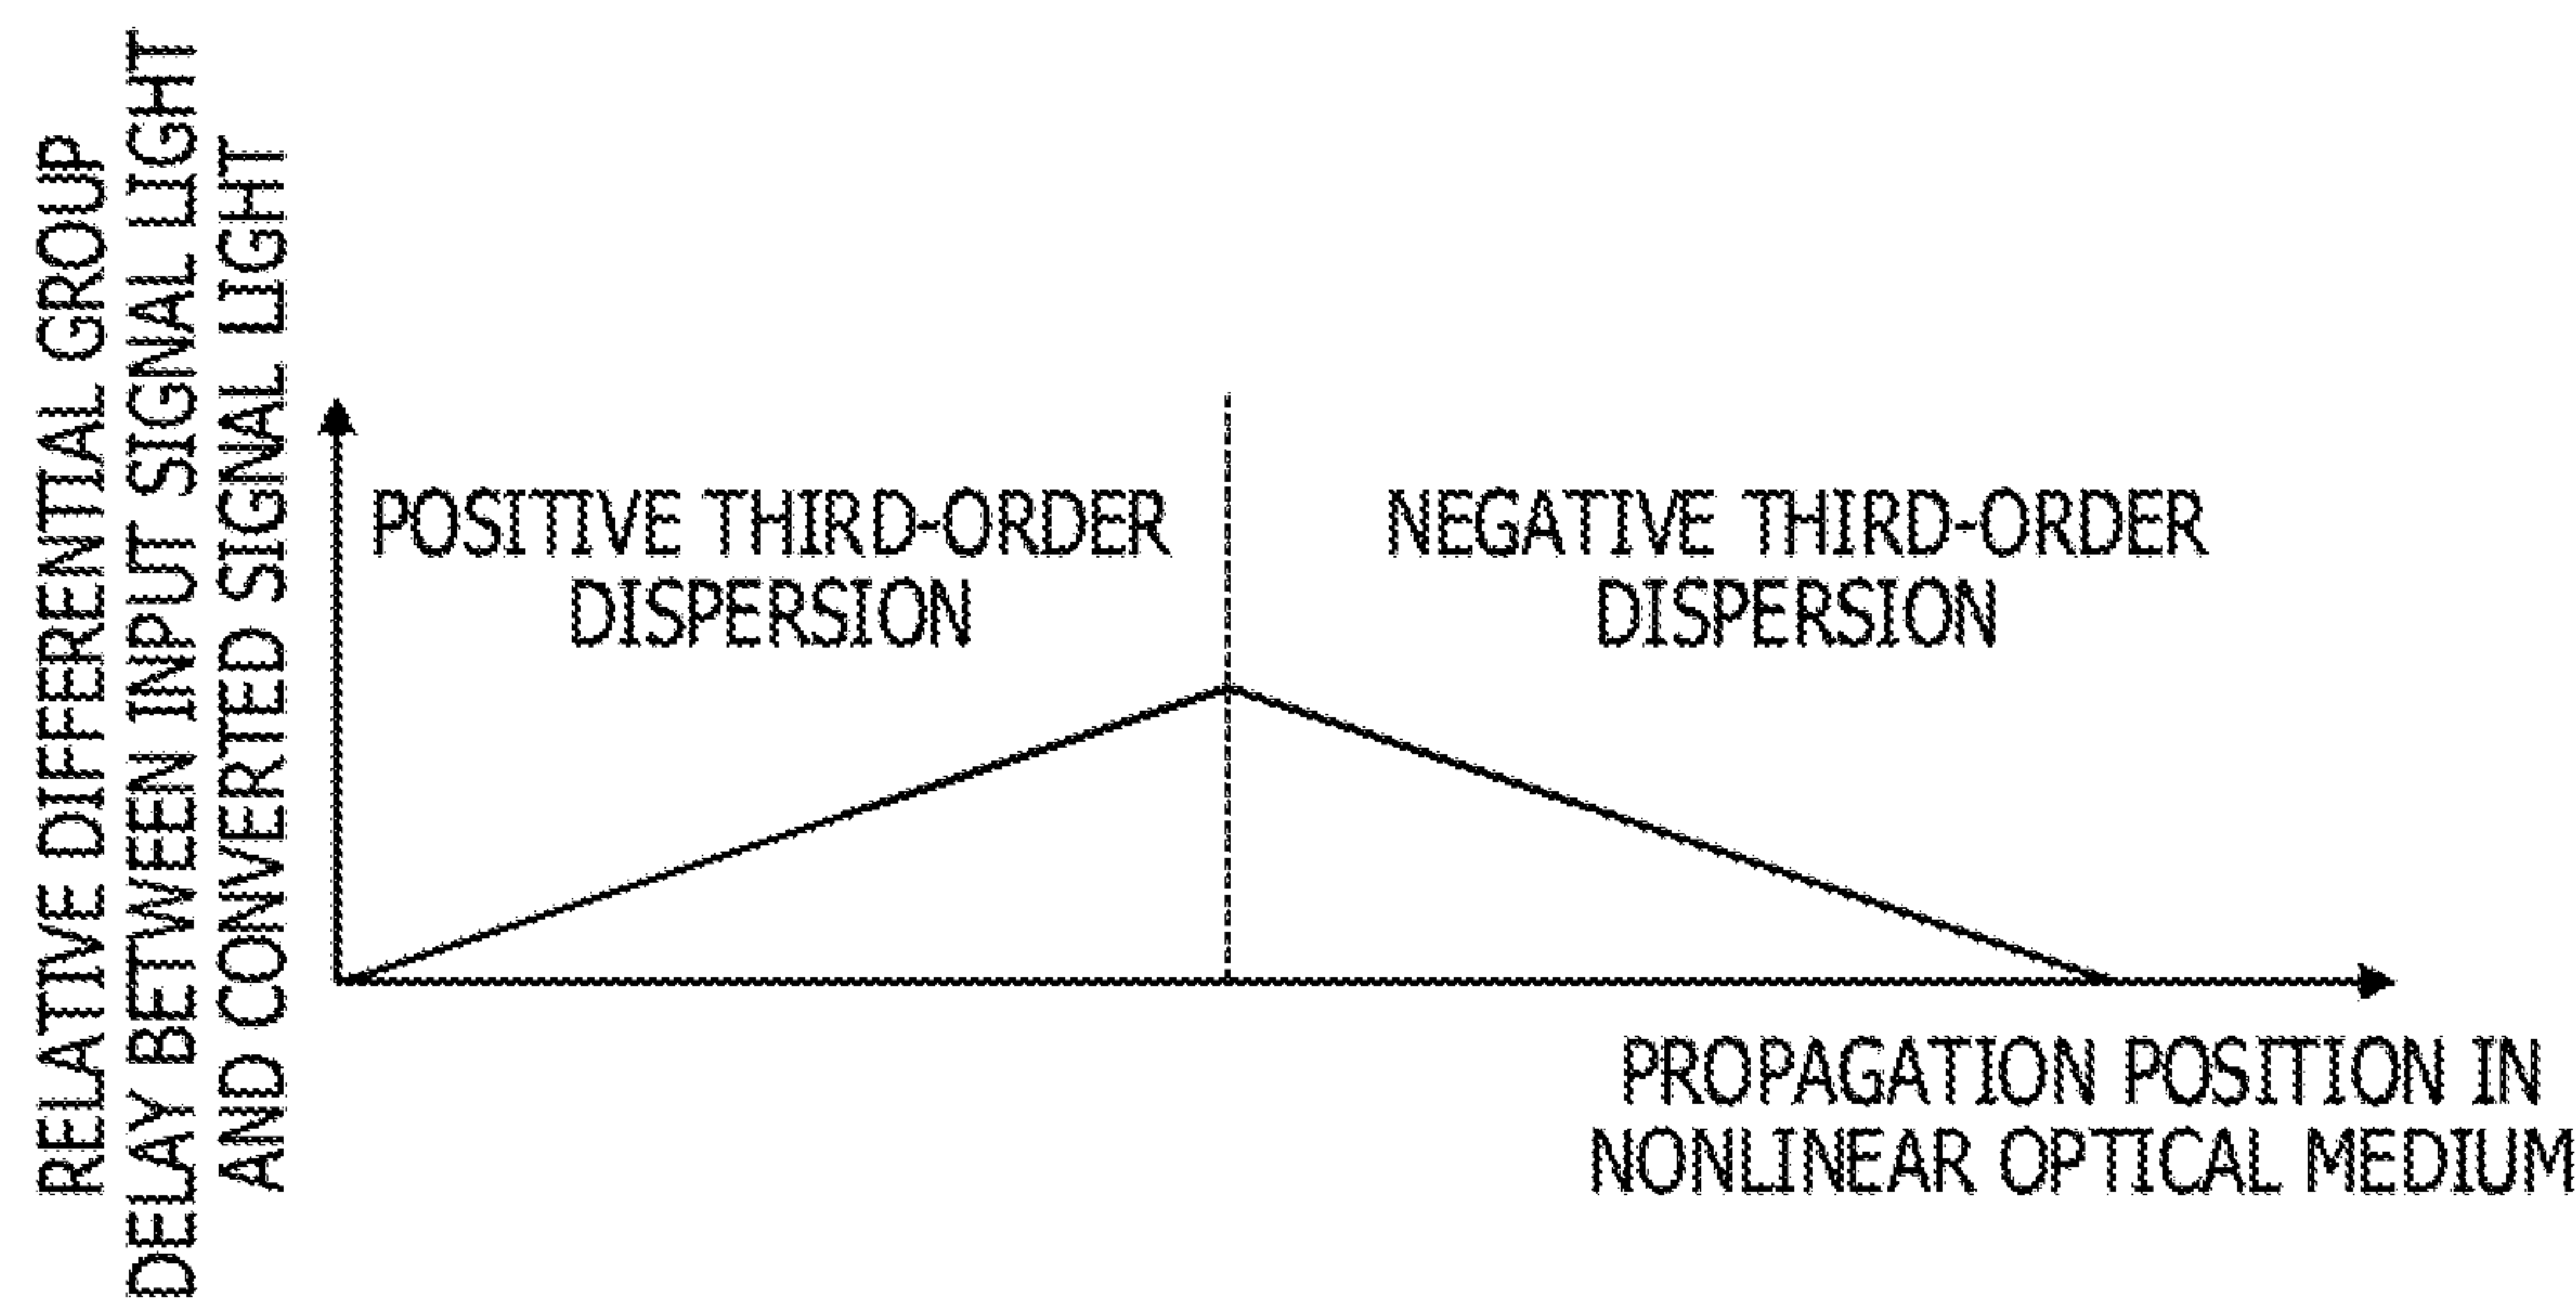 RELATIVE DIFFERENTIAL GROUP
DELAY BETWEEN INPUT SIGNAL LIGHT
AND CONVERTED SIGNAL LIGHT
POSITIVE THIRD-ORDER
DISPERSION
NEGATIVE THIRD-ORDER
DISPERSION
PROPAGATION POSITION IN
NONLINEAR OPTICAL MEDIUM